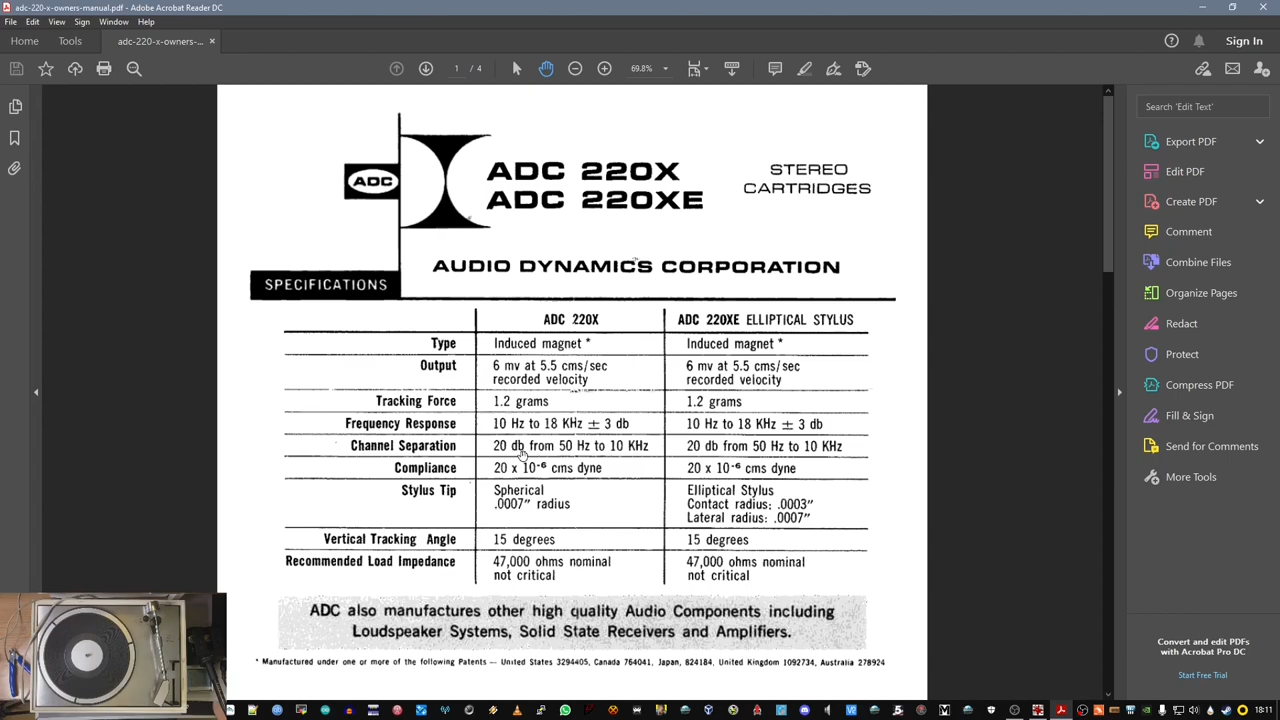 adc-220-x-owners-manual.pdf - Adobe Acrobat Reader DC
File Edit View Sign Window Help
Home Tools adc-220-x-owners-... × Sign In
1 / 4 69.8%
ADC
ADC 220X
ADC 220XE
STEREO
CARTRIDGES
AUDIO DYNAMICS CORPORATION
SPECIFICATIONS
ADC 220X ADC 220XE ELLIPTICAL STYLUS
Type Induced magnet * Induced magnet *
Output 6 mv at 5.5 cms/sec 6 mv at 5.5 cms/sec
recorded velocity recorded velocity
Tracking Force 1.2 grams 1.2 grams
Frequency Response 10 Hz to 18 KHz ± 3 db 10 Hz to 18 KHz ± 3 db
Channel Separation 20 db from 50 Hz to 10 KHz 20 db from 50 Hz to 10 KHz
Compliance 20 x 10⁻⁶ cms dyne 20 x 10⁻⁶ cms dyne
Stylus Tip Spherical Elliptical Stylus
.0007" radius Contact radius: .0003"
Lateral radius: .0007"
Vertical Tracking Angle 15 degrees 15 degrees
Recommended Load Impedance 47,000 ohms nominal 47,000 ohms nominal
not critical not critical
ADC also manufactures other high quality Audio Components including
Loudspeaker Systems, Solid State Receivers and Amplifiers.
* Manufactured under one or more of the following Patents — United States 3294405, Canada 764041, Japan, 824184, United Kingdom 1092734, Australia 278924
Search 'Edit Text'
Export PDF
Edit PDF
Create PDF
Comment
Combine Files
Organize Pages
Redact
Protect
Compress PDF
Fill & Sign
Send for Comments
More Tools
Convert and edit PDFs
with Acrobat Pro DC
Start Free Trial
18:11